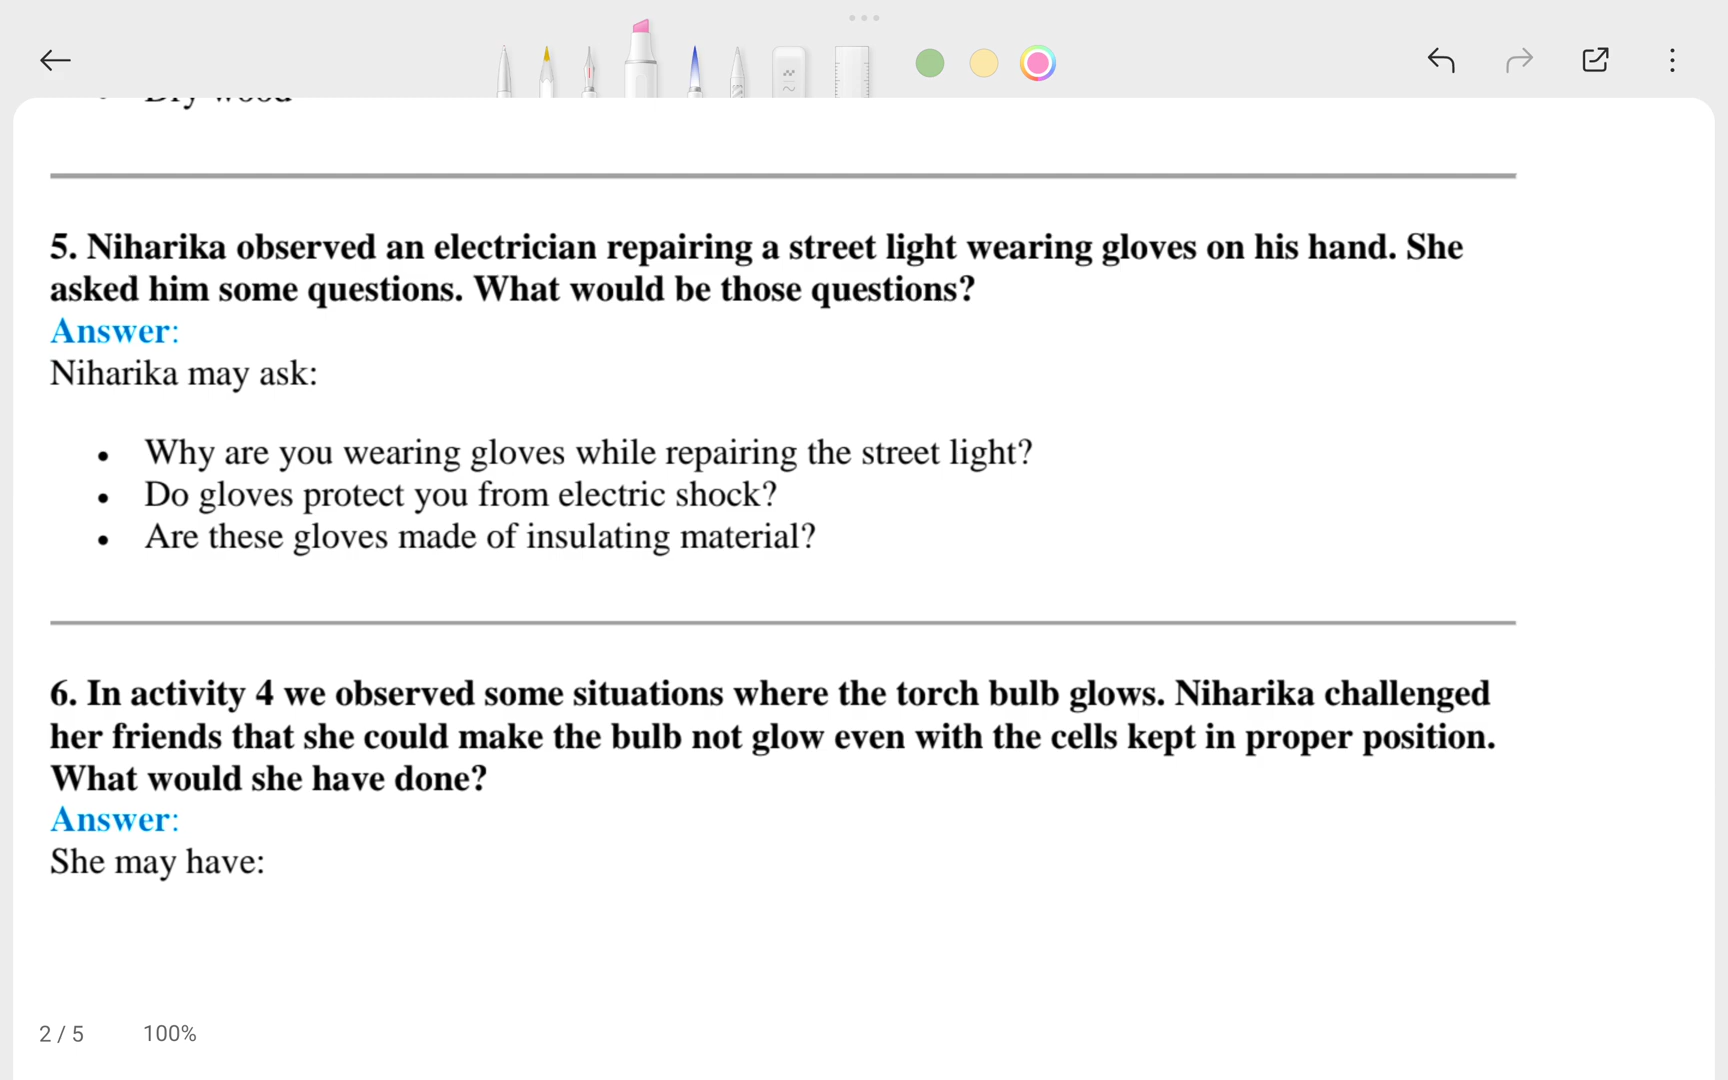 • Dry wood
5. Niharika observed an electrician repairing a street light wearing gloves on his hand. She
asked him some questions. What would be those questions?
Answer:
Niharika may ask:
• Why are you wearing gloves while repairing the street light?
• Do gloves protect you from electric shock?
• Are these gloves made of insulating material?
6. In activity 4 we observed some situations where the torch bulb glows. Niharika challenged
her friends that she could make the bulb not glow even with the cells kept in proper position.
What would she have done?
Answer:
She may have:
2 / 5 100%